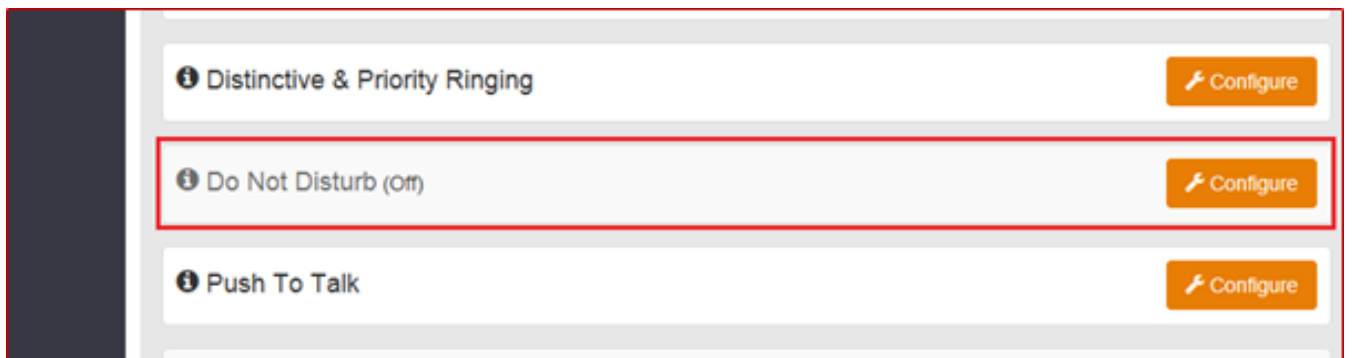 Distinctive & Priority Ringing
Configure
Do Not Disturb (Off)
Configure
Push To Talk
Configure